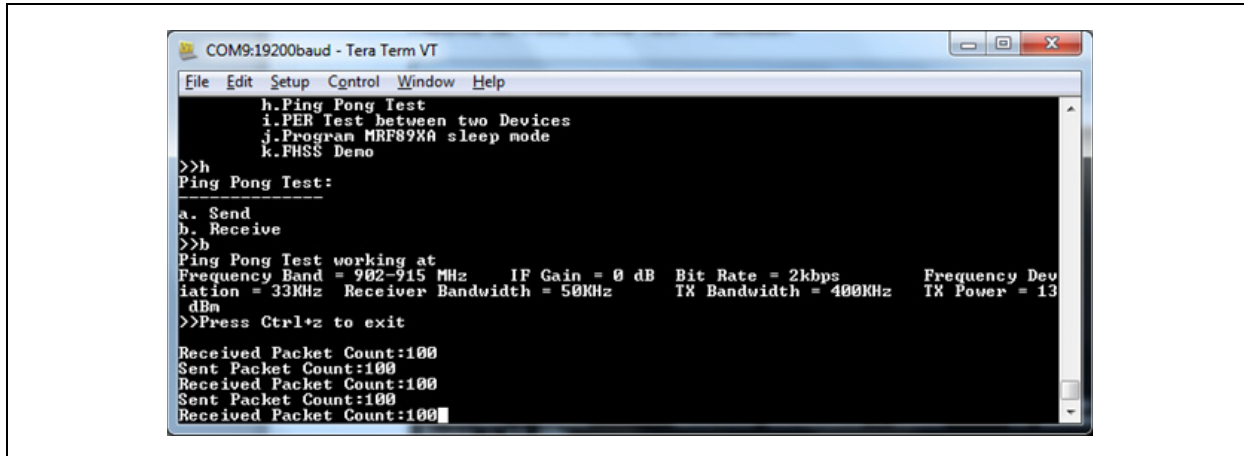 COM9:19200baud - Tera Term VT
File Edit Setup Control Window Help
h.Ping Pong Test
i.PER Test between two Devices
j.Program MRF89XA sleep mode
k.FHSS Demo
>>h
Ping Pong Test:
--------------
a. Send
b. Receive
>>b
Ping Pong Test working at
Frequency Band = 902-915 MHz IF Gain = 0 dB Bit Rate = 2kbps Frequency Dev
iation = 33KHz Receiver Bandwidth = 50KHz TX Bandwidth = 400KHz TX Power = 13
dBm
>>Press Ctrl+z to exit
Received Packet Count:100
Sent Packet Count:100
Received Packet Count:100
Sent Packet Count:100
Received Packet Count:100